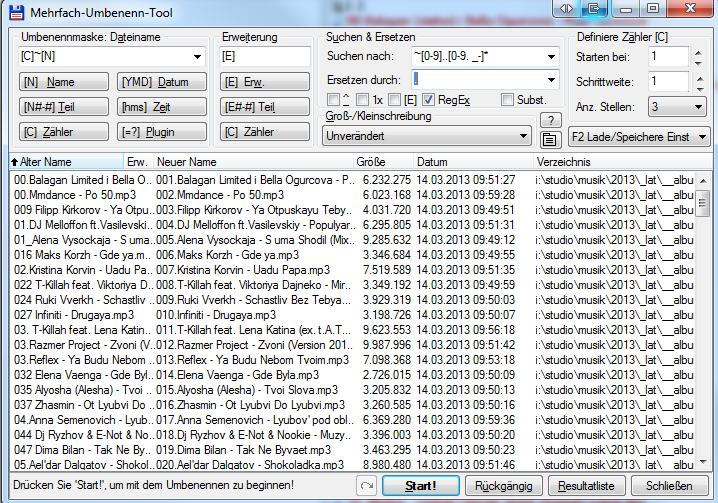 Mehrfach-Umbenenn-Tool
Umbenennmaske: Dateiname
Erweiterung
Suchen & Ersetzen
Definiere Zähler [C]
[C]~[N]
[E]
Suchen nach:
~[0-9]..[0-9. _-]*
Starten bei:
1
[N] Name
[YMD] Datum
[E] Erw.
Ersetzen durch:
.
Schrittweite:
1
[N#-#] Teil
[hms] Zeit
[E#-#] Teil
^
1x
[E]
RegEx
Subst.
Anz. Stellen:
3
[C] Zähler
[=?] Plugin
[C] Zähler
Groß-/Kleinschreibung
?
Unverändert
F2 Lade/Speichere Einst
Alter Name Erw. Neuer Name Größe Datum Verzeichnis
00.Balagan Limited i Bella O.. 001.Balagan Limited i Bella Ogurcova - P... 6.232.275 14.03.2013 09:51:27 i:\studio\musik\2013\_lat\__albu
00.Mmdance - Po 50.mp3 002.Mmdance - Po 50.mp3 6.023.168 14.03.2013 09:59:28 i:\studio\musik\2013\_lat\__albu
009 Filipp Kirkorov - Ya Otp... 003.Filipp Kirkorov - Ya Otpuskayu Teby... 4.031.720 14.03.2013 09:49:51 i:\studio\musik\2013\_lat\__albu
01.DJ Melloffon ft.Vasilevski... 004.DJ Melloffon ft.Vasilevskiy - Populyar... 6.295.805 14.03.2013 09:51:31 i:\studio\musik\2013\_lat\__albu
01_Alena Vysockaja - S uma... 005.Alena Vysockaja - S uma Shodil (Mix... 9.285.632 14.03.2013 09:49:12 i:\studio\musik\2013\_lat\__albu
016 Maks Korzh - Gde ya.m... 006.Maks Korzh - Gde ya.mp3 3.346.684 14.03.2013 09:49:55 i:\studio\musik\2013\_lat\__albu
02.Kristina Korvin - Uadu Pa... 007.Kristina Korvin - Uadu Papa.mp3 7.519.589 14.03.2013 09:51:35 i:\studio\musik\2013\_lat\__albu
022 T-Killah feat. Viktoriya D... 008.T-Killah feat. Viktoriya Dajneko - Mir... 3.349.192 14.03.2013 09:49:59 i:\studio\musik\2013\_lat\__albu
024 Ruki Vverkh - Schastliv ... 009.Ruki Vverkh - Schastliv Bez Tebya... 3.929.319 14.03.2013 09:50:03 i:\studio\musik\2013\_lat\__albu
027 Infiniti - Drugaya.mp3 010.Infiniti - Drugaya.mp3 3.198.726 14.03.2013 09:50:07 i:\studio\musik\2013\_lat\__albu
03. T-Killah feat. Lena Katina... 011.T-Killah feat. Lena Katina (ex. t.A.T... 9.623.553 14.03.2013 09:56:18 i:\studio\musik\2013\_lat\__albu
03.Razmer Project - Zvoni (V... 012.Razmer Project - Zvoni (Version 201... 9.987.996 14.03.2013 09:51:42 i:\studio\musik\2013\_lat\__albu
03.Reflex - Ya Budu Nebom ... 013.Reflex - Ya Budu Nebom Tvoim.mp3 7.098.368 14.03.2013 09:53:18 i:\studio\musik\2013\_lat\__albu
032 Elena Vaenga - Gde Byla... 014.Elena Vaenga - Gde Byla.mp3 2.726.015 14.03.2013 09:50:09 i:\studio\musik\2013\_lat\__albu
035 Alyosha (Alesha) - Tvoi ... 015.Alyosha (Alesha) - Tvoi Slova.mp3 3.205.832 14.03.2013 09:50:13 i:\studio\musik\2013\_lat\__albu
037 Zhasmin - Ot Lyubvi Do ... 016.Zhasmin - Ot Lyubvi Do Lyubvi.mp3 3.260.585 14.03.2013 09:50:16 i:\studio\musik\2013\_lat\__albu
04.Anna Semenovich - Lyubo... 017.Anna Semenovich - Lyubov' pod obl... 6.369.280 14.03.2013 09:59:36 i:\studio\musik\2013\_lat\__albu
044 Dj Ryzhov & E-Not & No... 018.Dj Ryzhov & E-Not & Nookie - Muzy... 3.396.003 14.03.2013 09:50:20 i:\studio\musik\2013\_lat\__albu
047 Dima Bilan - Tak Ne Byv... 019.Dima Bilan - Tak Ne Byvaet.mp3 3.463.295 14.03.2013 09:50:23 i:\studio\musik\2013\_lat\__albu
05.Ael'dar Dalgatov - Shokol... 020.Ael'dar Dalgatov - Shokoladka.mp3 8.980.480 14.03.2013 09:51:46 i:\studio\musik\2013\_lat\__albu
Drücken Sie 'Start!', um mit dem Umbenennen zu beginnen!
Start!
Rückgängig
Resultatliste
Schließen